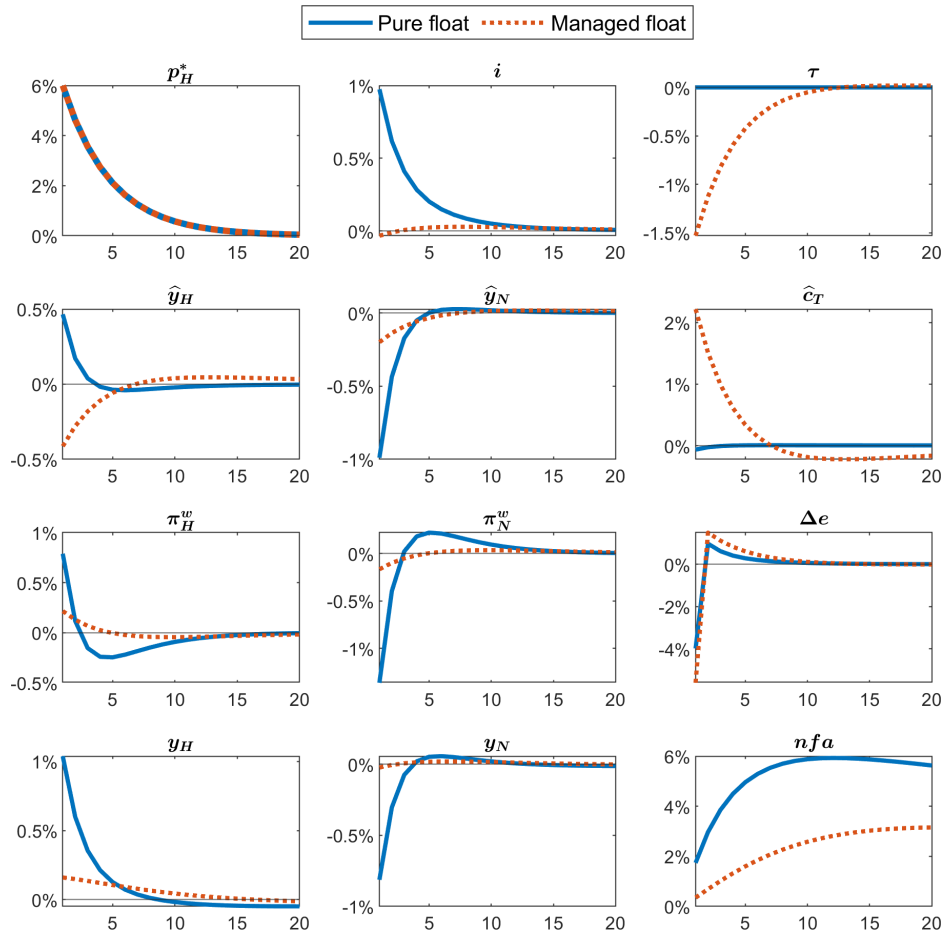 Pure float Managed float
p*_H i τ
6% 4% 2% 0% 5 10 15 20
1% 0.5% 0% 5 10 15 20
0% -0.5% -1% -1.5% 5 10 15 20
ŷ_H ŷ_N ĉ_T
0.5% 0% -0.5% 5 10 15 20
0% -0.5% -1% 5 10 15 20
2% 1% 0% 5 10 15 20
π^w_H π^w_N Δe
1% 0.5% 0% -0.5% 5 10 15 20
0% -0.5% -1% 5 10 15 20
0% -2% -4% 5 10 15 20
y_H y_N nfa
1% 0.5% 0% 5 10 15 20
0% -0.5% -1% 5 10 15 20
6% 4% 2% 0% 5 10 15 20